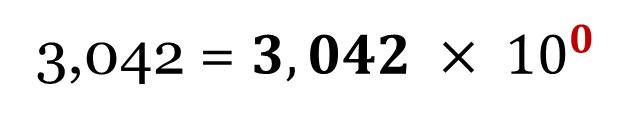 3,042 = 3,042 × 10⁰